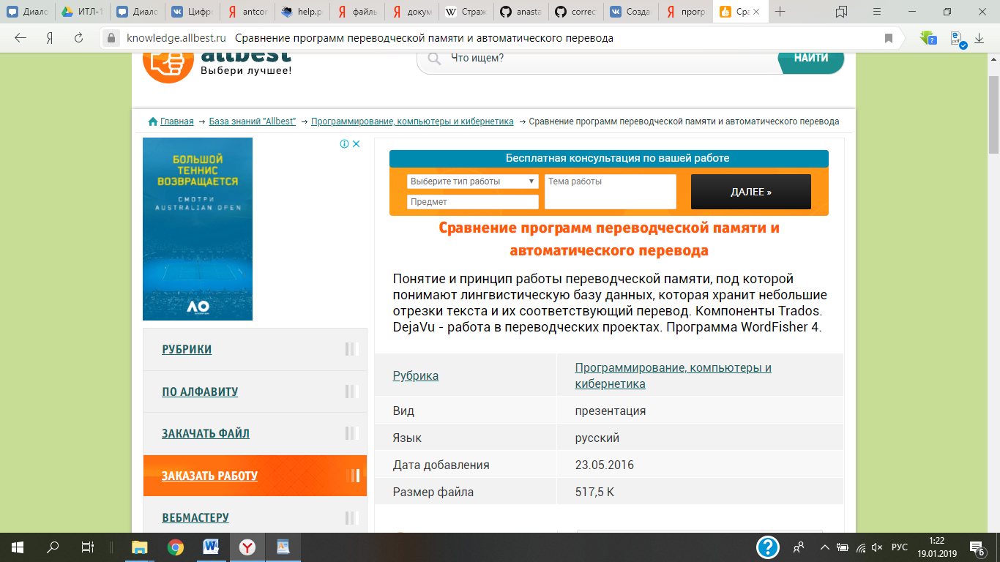 Диало
ИТЛ-1
Диало
Цифро
antcor
help.p
файль
докум
Страж
anasta
correc
Созда
прогр
Сра
knowledge.allbest.ru Сравнение программ переводческой памяти и автоматического перевода
allbest
Выбери лучшее!
Что ищем?
НАЙТИ
Главная → База знаний "Allbest" → Программирование, компьютеры и кибернетика → Сравнение программ переводческой памяти и автоматического перевода
БОЛЬШОЙ
ТЕННИС
ВОЗВРАЩАЕТСЯ
СМОТРИ
AUSTRALIAN OPEN
AO
Бесплатная консультация по вашей работе
Выберите тип работы
Тема работы
Предмет
ДАЛЕЕ »
Сравнение программ переводческой памяти и
автоматического перевода
Понятие и принцип работы переводческой памяти, под которой
понимают лингвистическую базу данных, которая хранит небольшие
отрезки текста и их соответствующий перевод. Компоненты Trados.
DejaVu - работа в переводческих проектах. Программа WordFisher 4.
РУБРИКИ
ПО АЛФАВИТУ
ЗАКАЧАТЬ ФАЙЛ
ЗАКАЗАТЬ РАБОТУ
ВЕБМАСТЕРУ
Рубрика
Программирование, компьютеры и
кибернетика
Вид презентация
Язык русский
Дата добавления 23.05.2016
Размер файла 517,5 K
РУС
1:22
19.01.2019
6